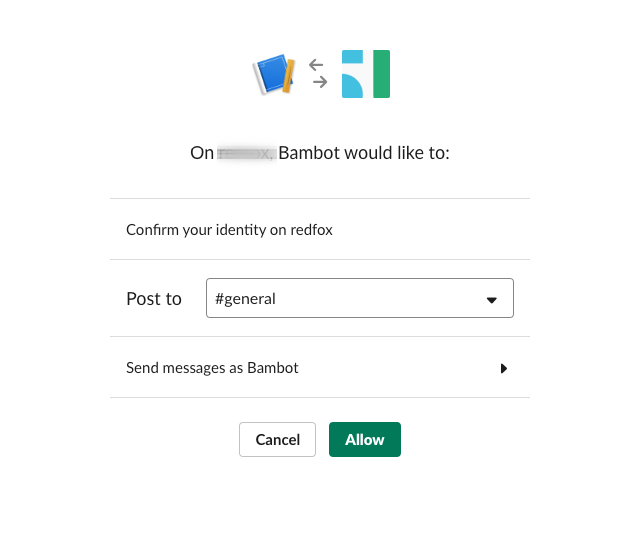 On Bambot would like to:
Confirm your identity on redfox
Post to
#general
Send messages as Bambot
Cancel
Allow